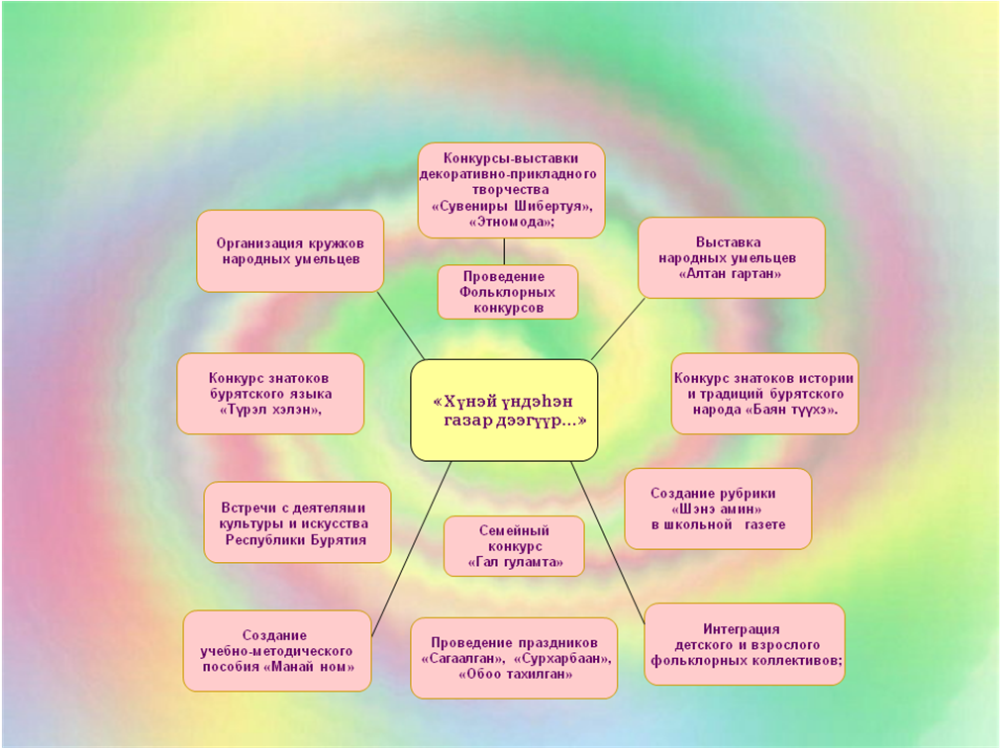 Конкурсы-выставки
декоративно-прикладного
творчества
«Сувениры Шибертуя»,
«Этномода»;
Организация кружков
народных умельцев
Выставка
народных умельцев
«Алтан гартан»
Проведение
Фольклорных
конкурсов
Конкурс знатоков
бурятского языка
«Түрэл хэлэн»,
«Хүнэй үндэһэн
газар дээгүүр...»
Конкурс знатоков истории
и традиций бурятского
народа «Баян түүхэ».
Встречи с деятелями
культуры и искусства
Республики Бурятия
Семейный
конкурс
«Гал гуламта»
Создание рубрики
«Шэнэ амин»
в школьной газете
Создание
учебно-методического
пособия «Манай ном»
Проведение праздников
«Сагаалган», «Сурхарбаан»,
«Обоо тахилган»
Интеграция
детского и взрослого
фольклорных коллективов;